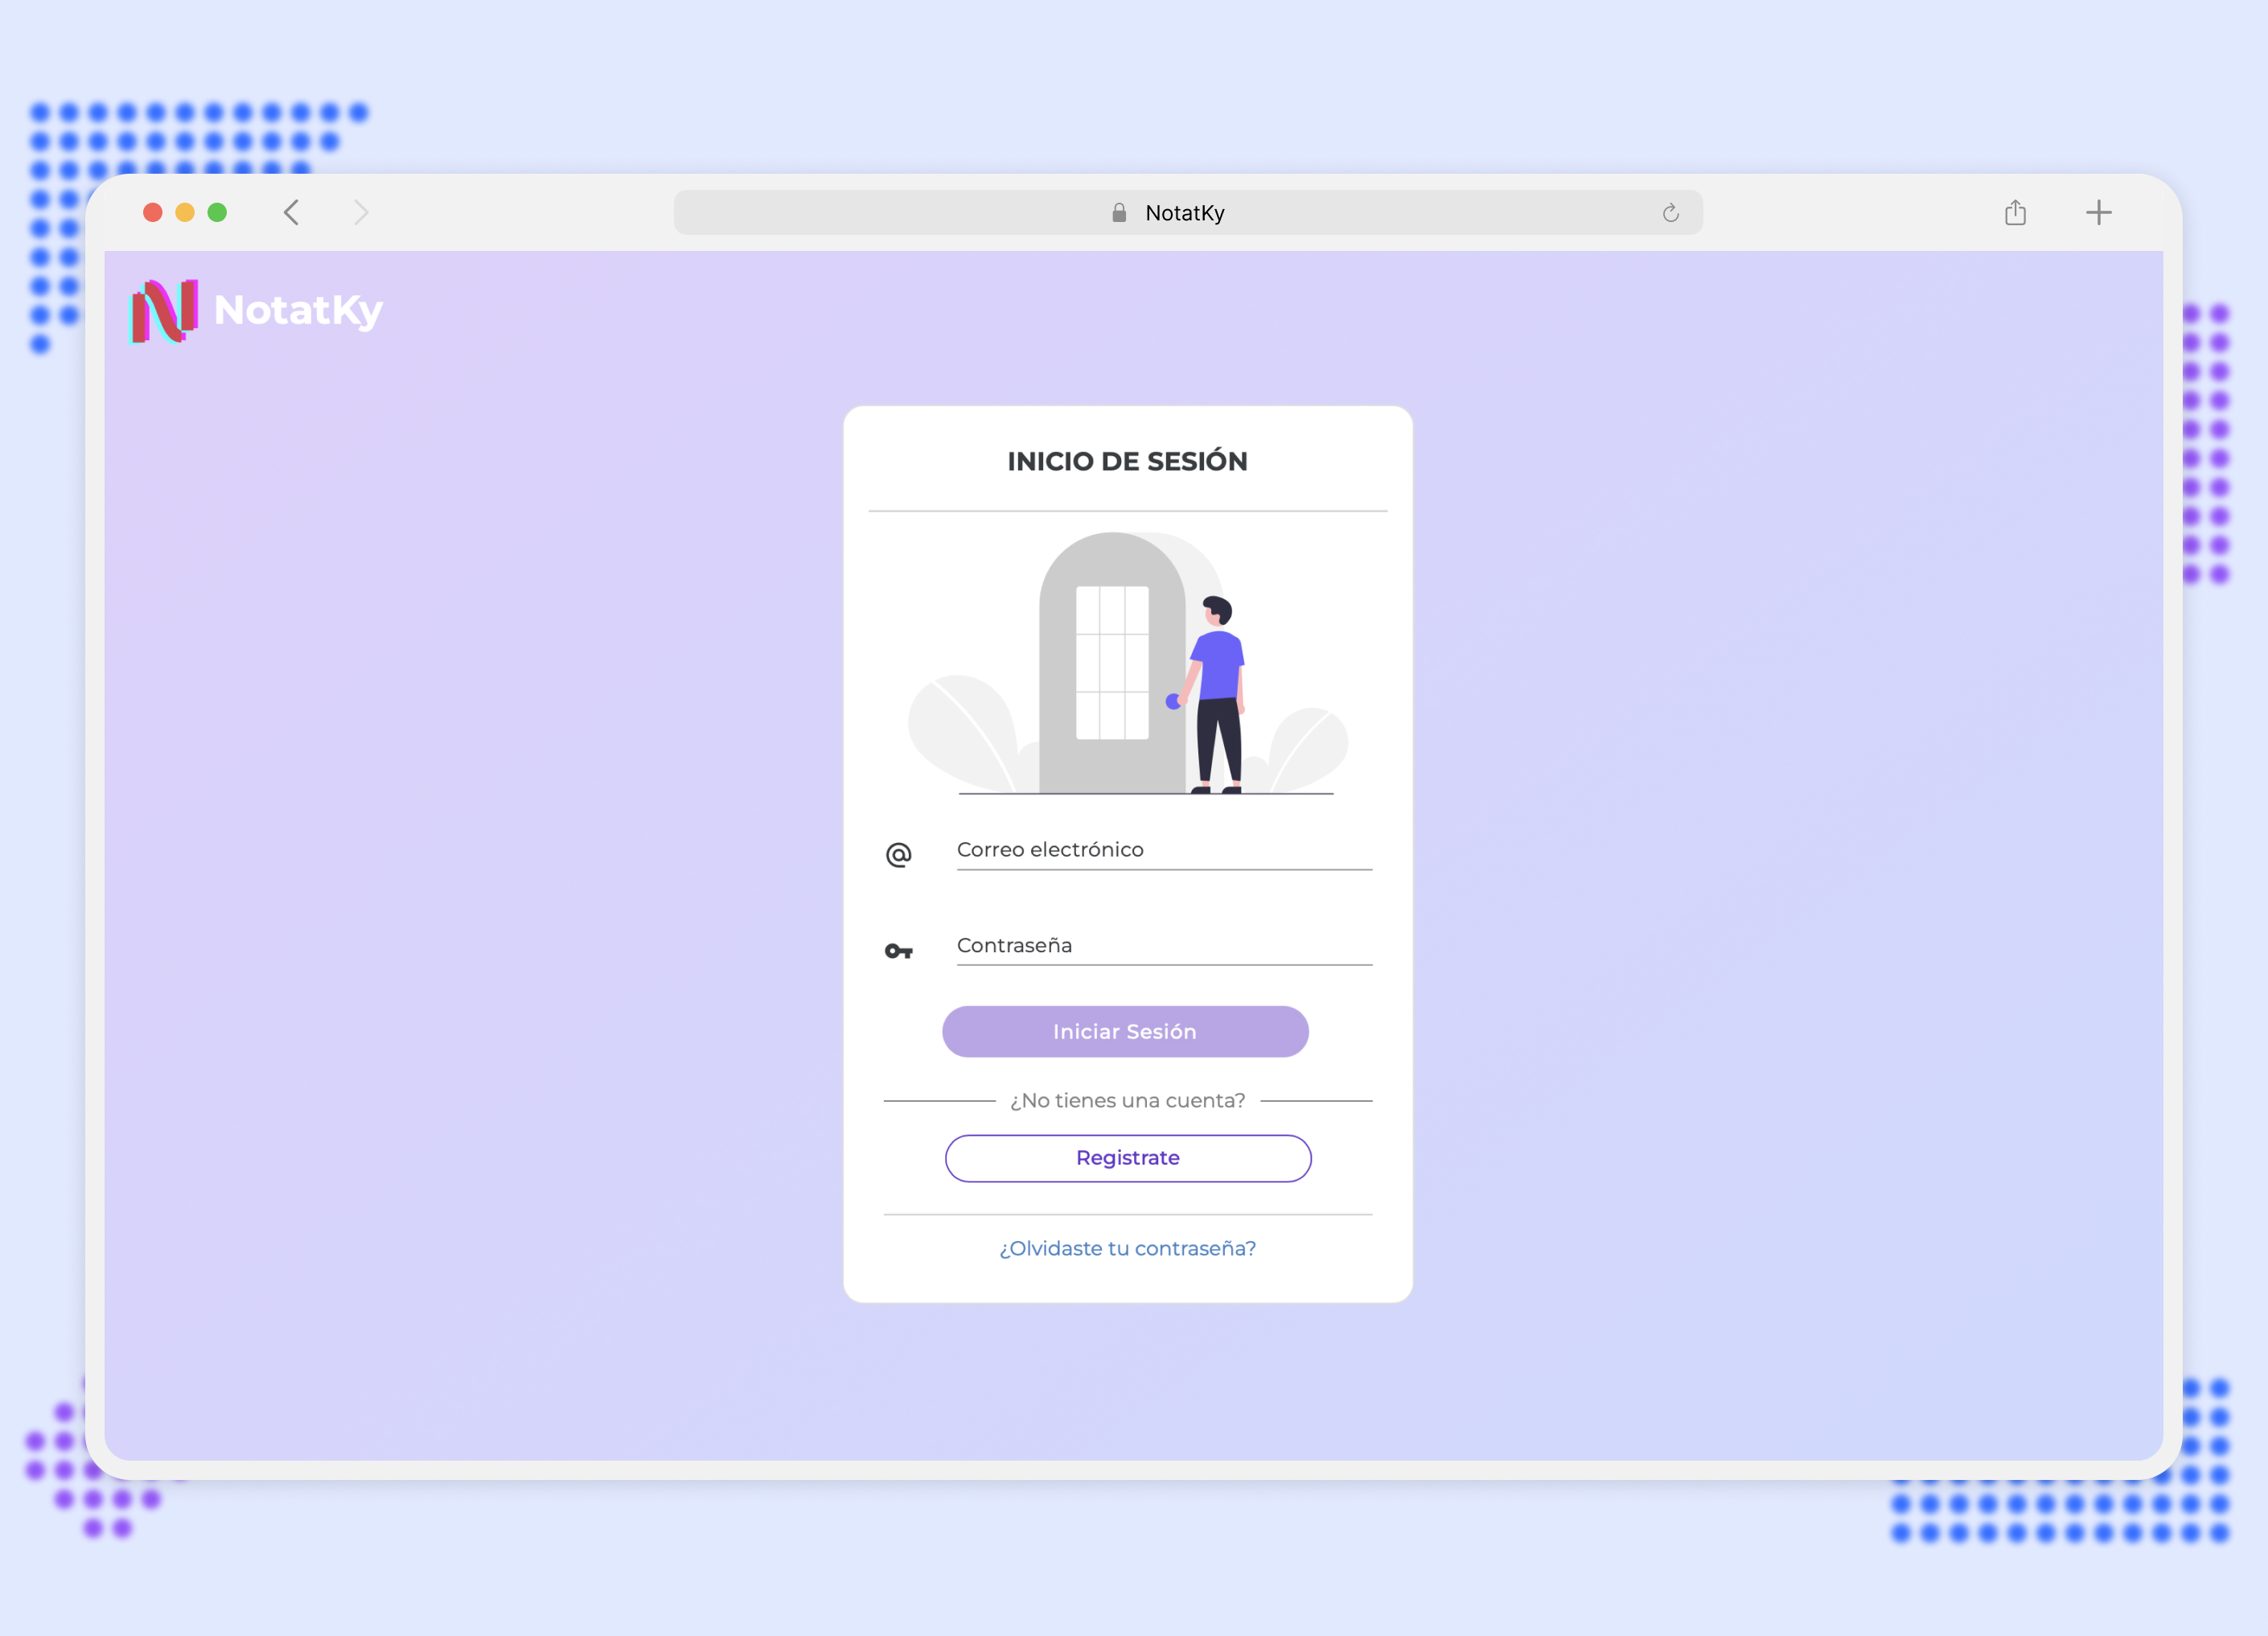 NotatKy
NotatKy
INICIO DE SESIÓN
Correo electrónico
Contraseña
Iniciar Sesión
¿No tienes una cuenta?
Registrate
¿Olvidaste tu contraseña?